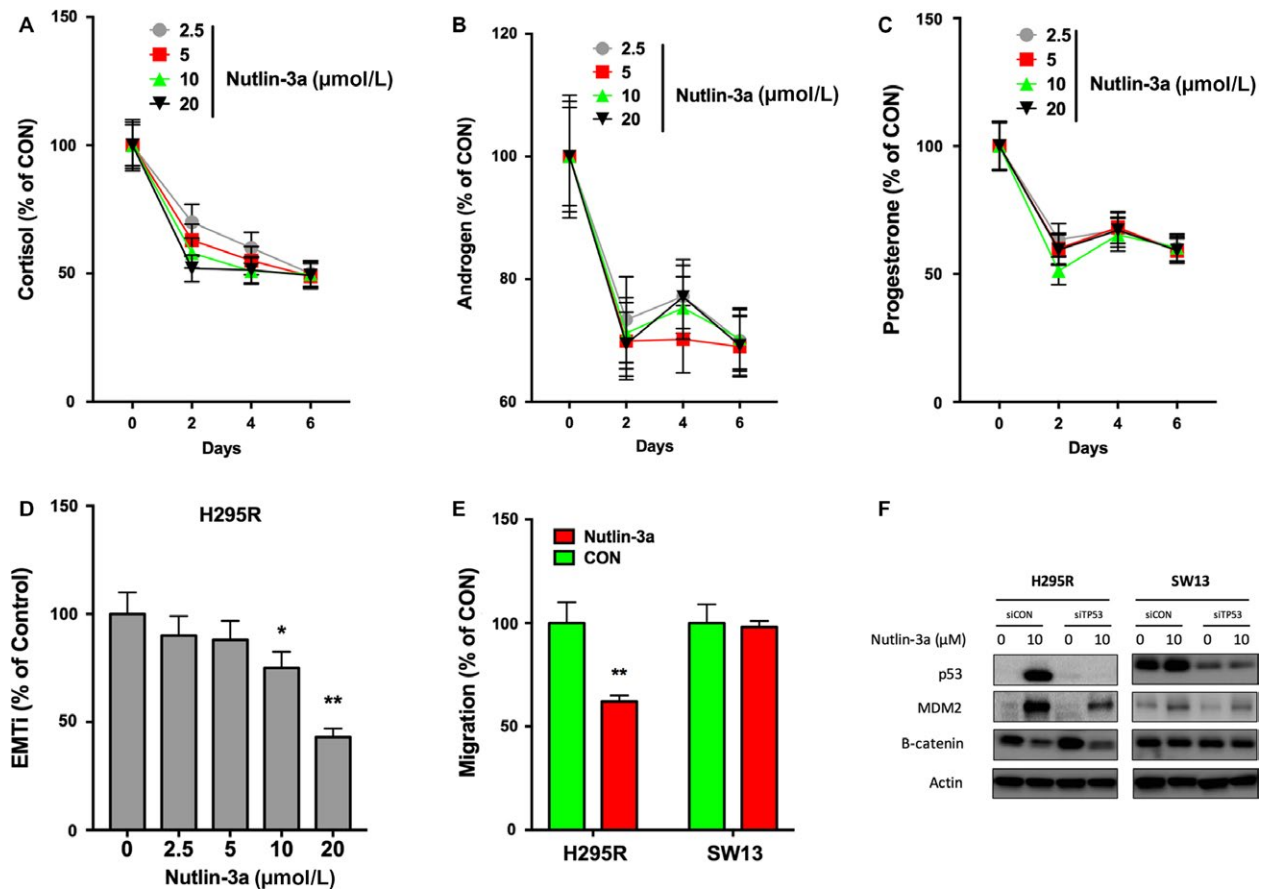 A
150
100
50
0
Cortisol (% of CON)
2.5
5
10
20
Nutlin-3a (µmol/L)
0 2 4 6
Days
B
120
100
80
60
Androgen (% of CON)
2.5
5
10
20
Nutlin-3a (µmol/L)
0 2 4 6
Days
C
150
100
50
0
Progesterone (% of CON)
2.5
5
10
20
Nutlin-3a (µmol/L)
0 2 4 6
Days
D
H295R
150
100
50
0
EMTi (% of Control)
*
**
0 2.5 5 10 20
Nutlin-3a (µmol/L)
E
150
100
50
0
Migration (% of CON)
Nutlin-3a
CON
**
H295R SW13
F
H295R SW13
siCON siTP53 siCON siTP53
Nutlin-3a (µM) 0 10 0 10 0 10 0 10
p53
MDM2
B-catenin
Actin